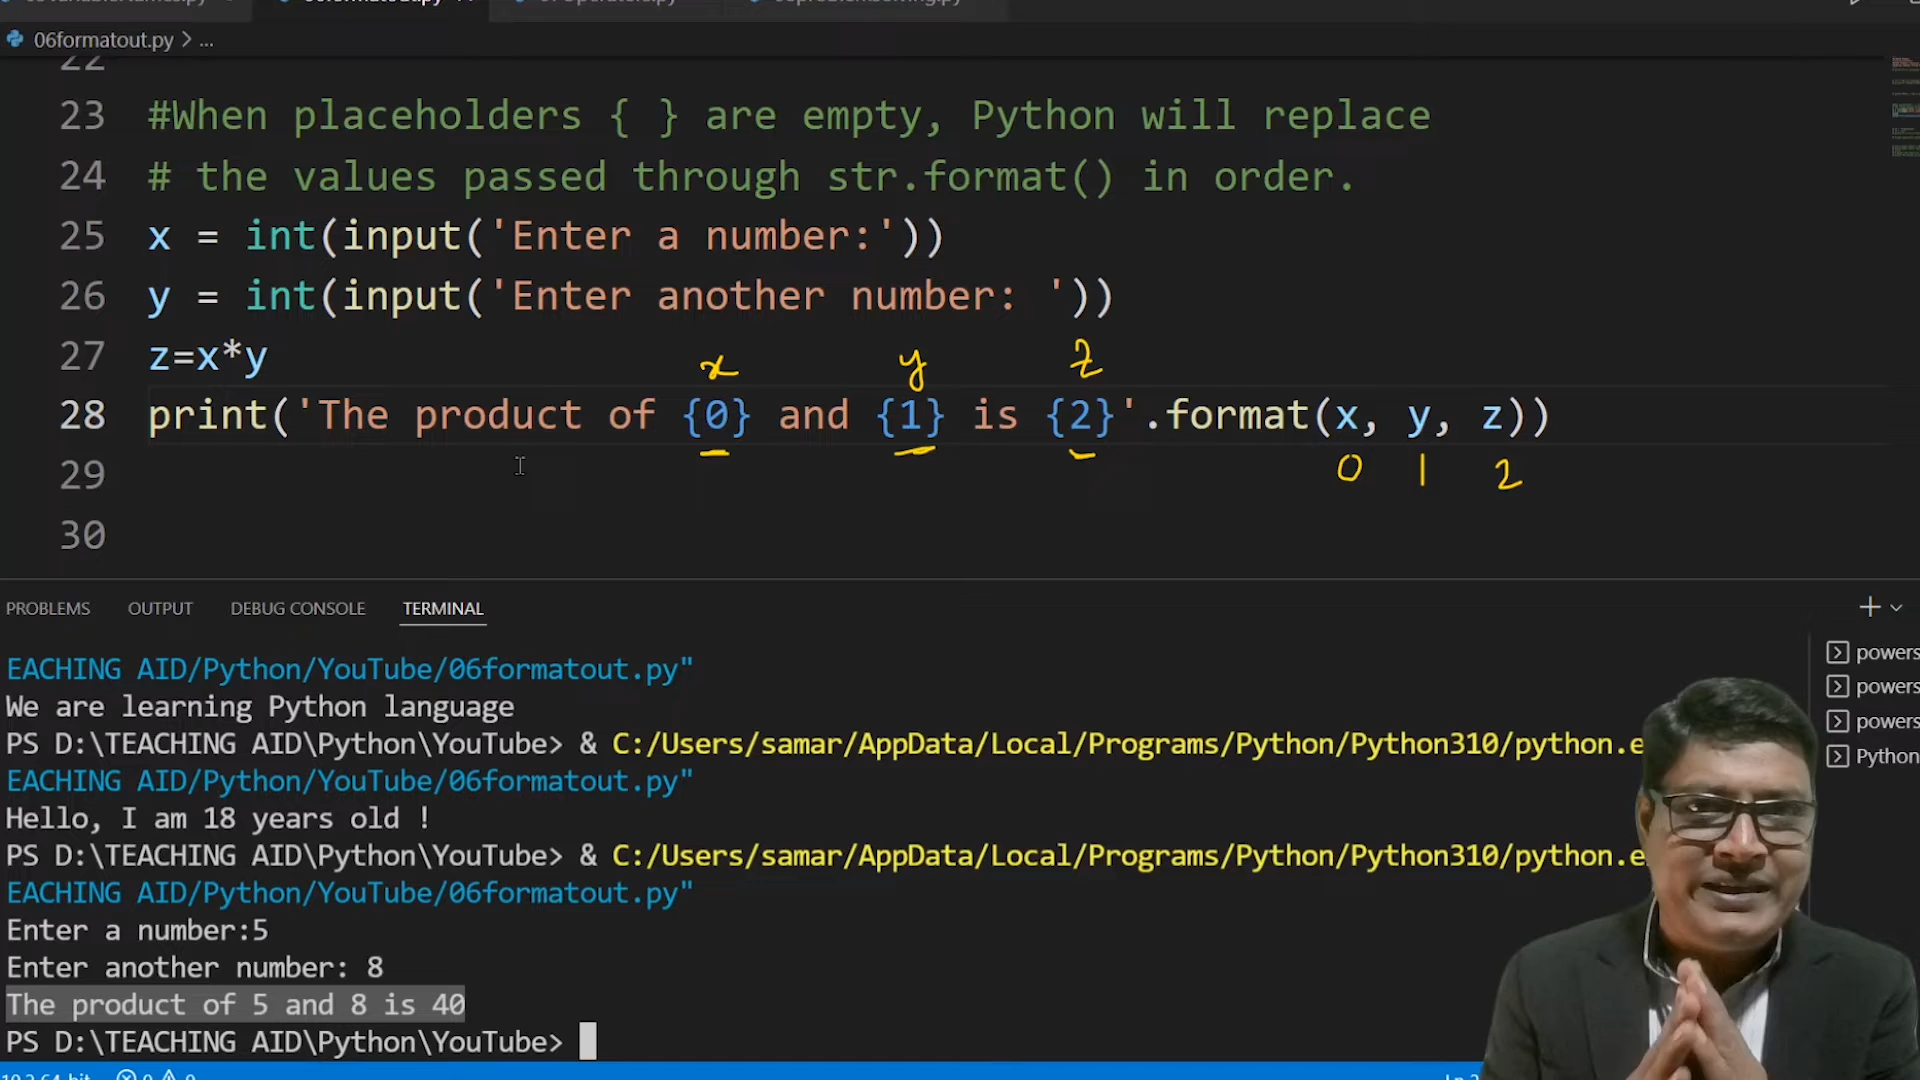 06formatout.py > ...
22
23 #When placeholders { } are empty, Python will replace
24 # the values passed through str.format() in order.
25 x = int(input('Enter a number:'))
26 y = int(input('Enter another number: '))
27 z=x*y
x y z
28 print('The product of {0} and {1} is {2}'.format(x, y, z))
0 1 2
29
30
PROBLEMS OUTPUT DEBUG CONSOLE TERMINAL
EACHING AID/Python/YouTube/06formatout.py"
We are learning Python language
PS D:\TEACHING AID\Python\YouTube> & C:/Users/samar/AppData/Local/Programs/Python/Python310/python.e
EACHING AID/Python/YouTube/06formatout.py"
Hello, I am 18 years old !
PS D:\TEACHING AID\Python\YouTube> & C:/Users/samar/AppData/Local/Programs/Python/Python310/python.e
EACHING AID/Python/YouTube/06formatout.py"
Enter a number:5
Enter another number: 8
The product of 5 and 8 is 40
PS D:\TEACHING AID\Python\YouTube>
powers
powers
powers
Python